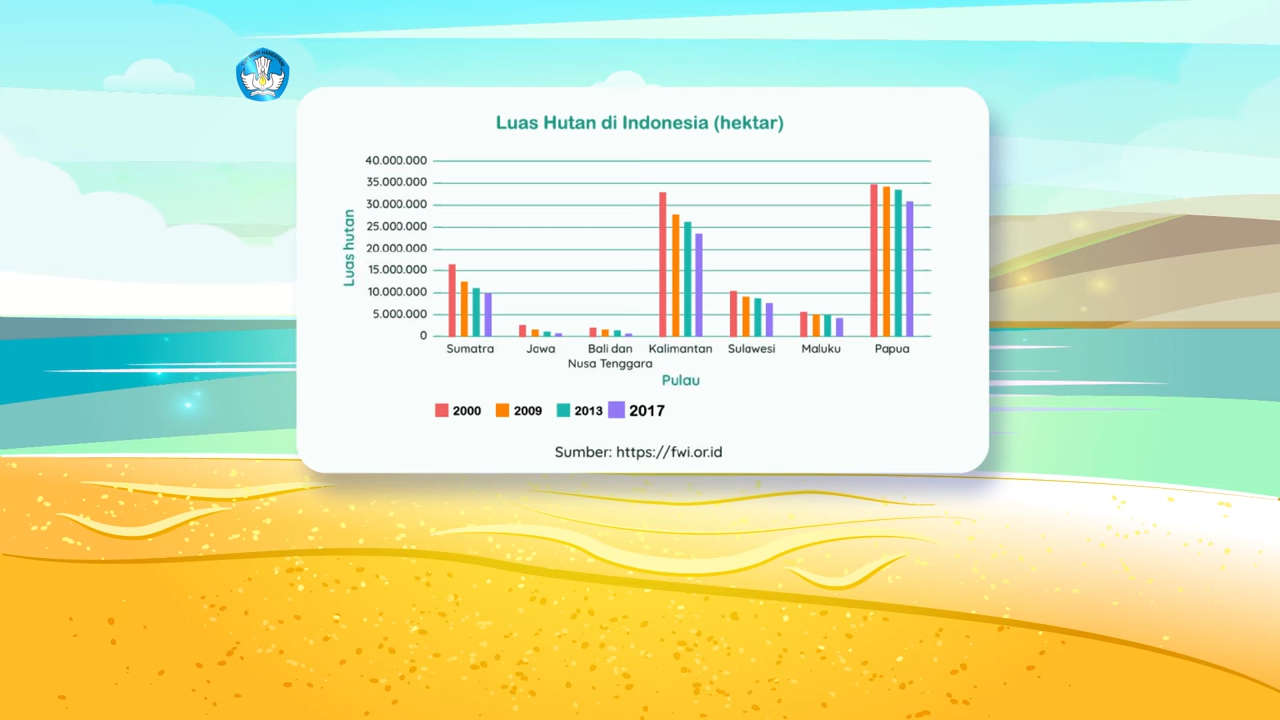 Luas Hutan di Indonesia (hektar)
40.000.000
35.000.000
30.000.000
25.000.000
20.000.000
15.000.000
10.000.000
5.000.000
0
Luas hutan
Sumatra Jawa Bali dan Kalimantan Sulawesi Maluku Papua
Nusa Tenggara
Pulau
2000 2009 2013 2017
Sumber: https://fwi.or.id